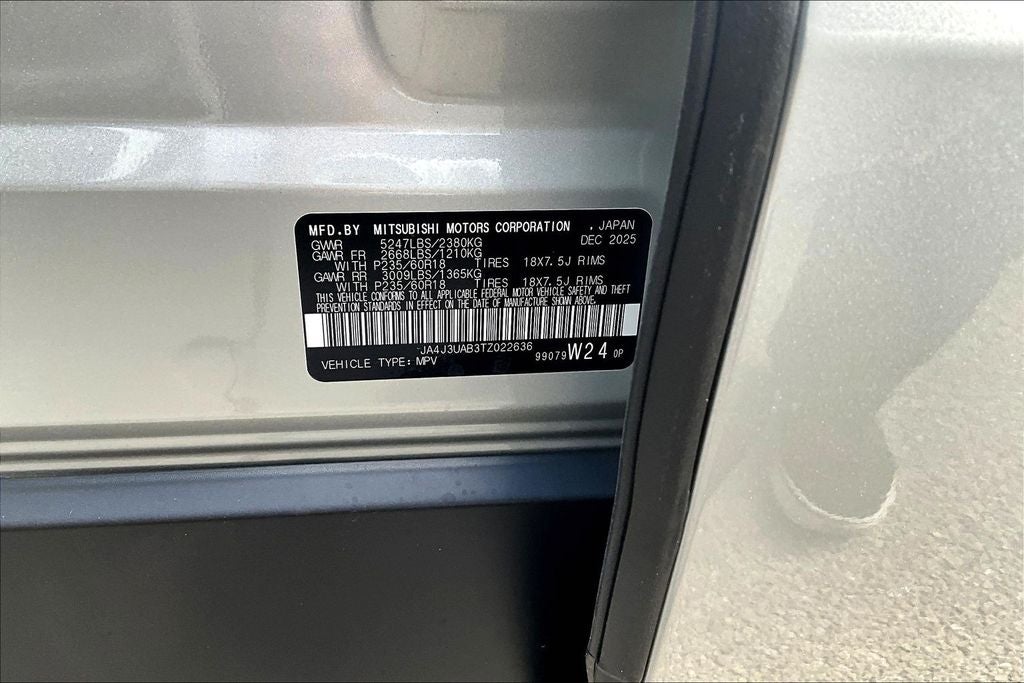 MFD.BY MITSUBISHI MOTORS CORPORATION , JAPAN
GVWR 5247LBS/2380KG DEC 2025
GAWR FR 2668LBS/1210KG
WITH P235/60R18 TIRES 18X7.5J RIMS
GAWR RR 3009LBS/1365KG
WITH P235/60R18 TIRES 18X7.5J RIMS
THIS VEHICLE CONFORMS TO ALL APPLICABLE FEDERAL MOTOR VEHICLE SAFETY AND THEFT
PREVENTION STANDARDS IN EFFECT ON THE DATE OF MANUFACTURE SHOWN ABOVE.
JA4J3UAB3TZ022636
VEHICLE TYPE: MPV 99079 W24 0P